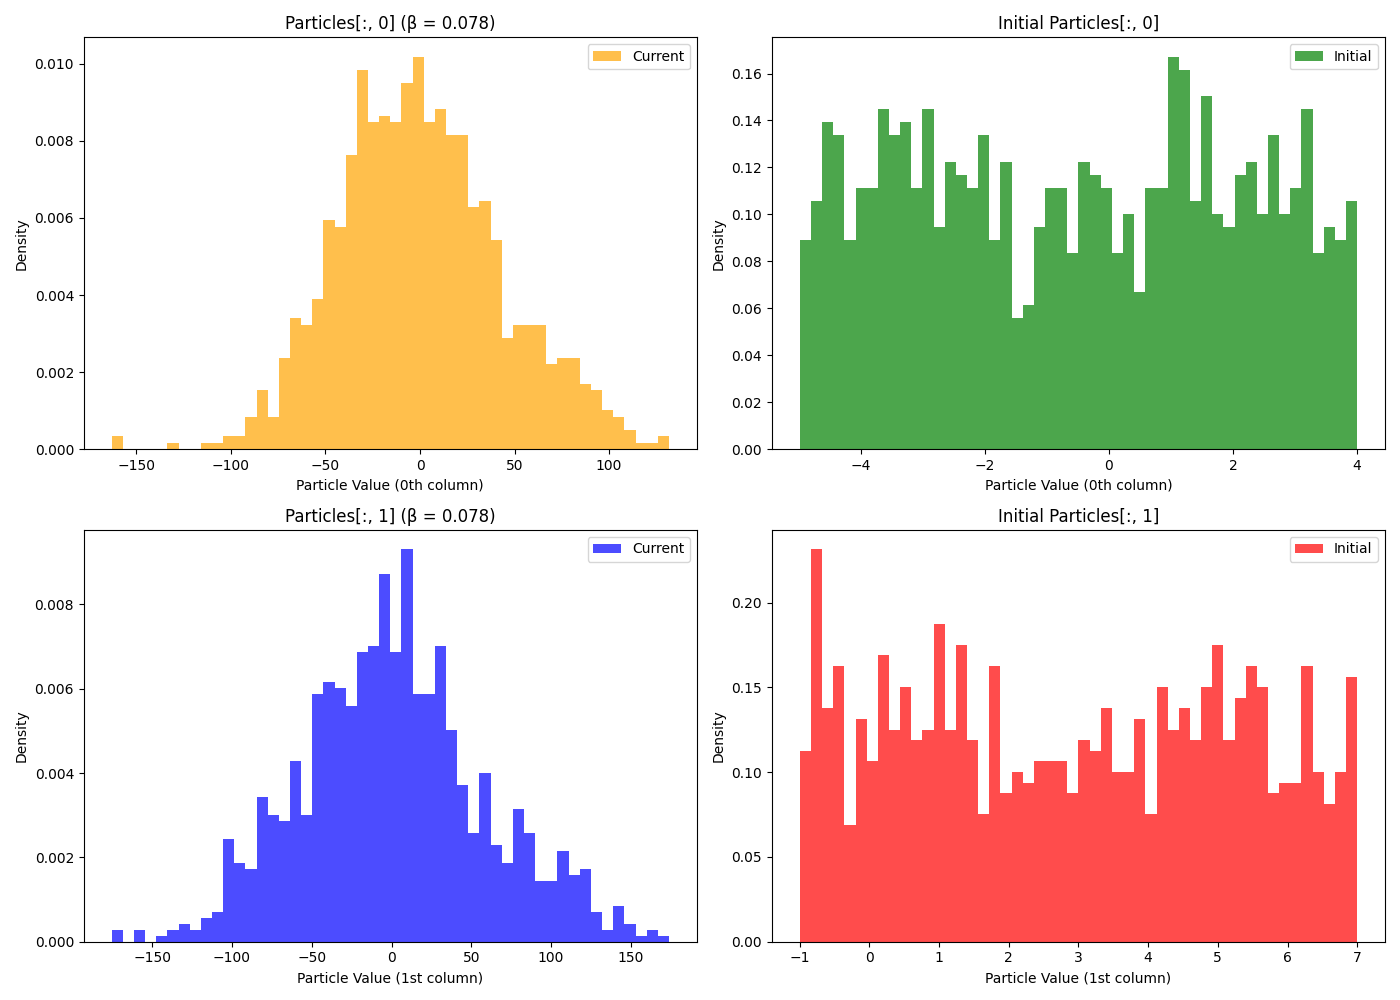 Particles[:, 0] (β = 0.078)
Current
Density
0.010
0.008
0.006
0.004
0.002
0.000
−150 −100 −50 0 50 100
Particle Value (0th column)
Initial Particles[:, 0]
Initial
Density
0.16
0.14
0.12
0.10
0.08
0.06
0.04
0.02
0.00
−4 −2 0 2 4
Particle Value (0th column)
Particles[:, 1] (β = 0.078)
Current
Density
0.008
0.006
0.004
0.002
0.000
−150 −100 −50 0 50 100 150
Particle Value (1st column)
Initial Particles[:, 1]
Initial
Density
0.20
0.15
0.10
0.05
0.00
−1 0 1 2 3 4 5 6 7
Particle Value (1st column)